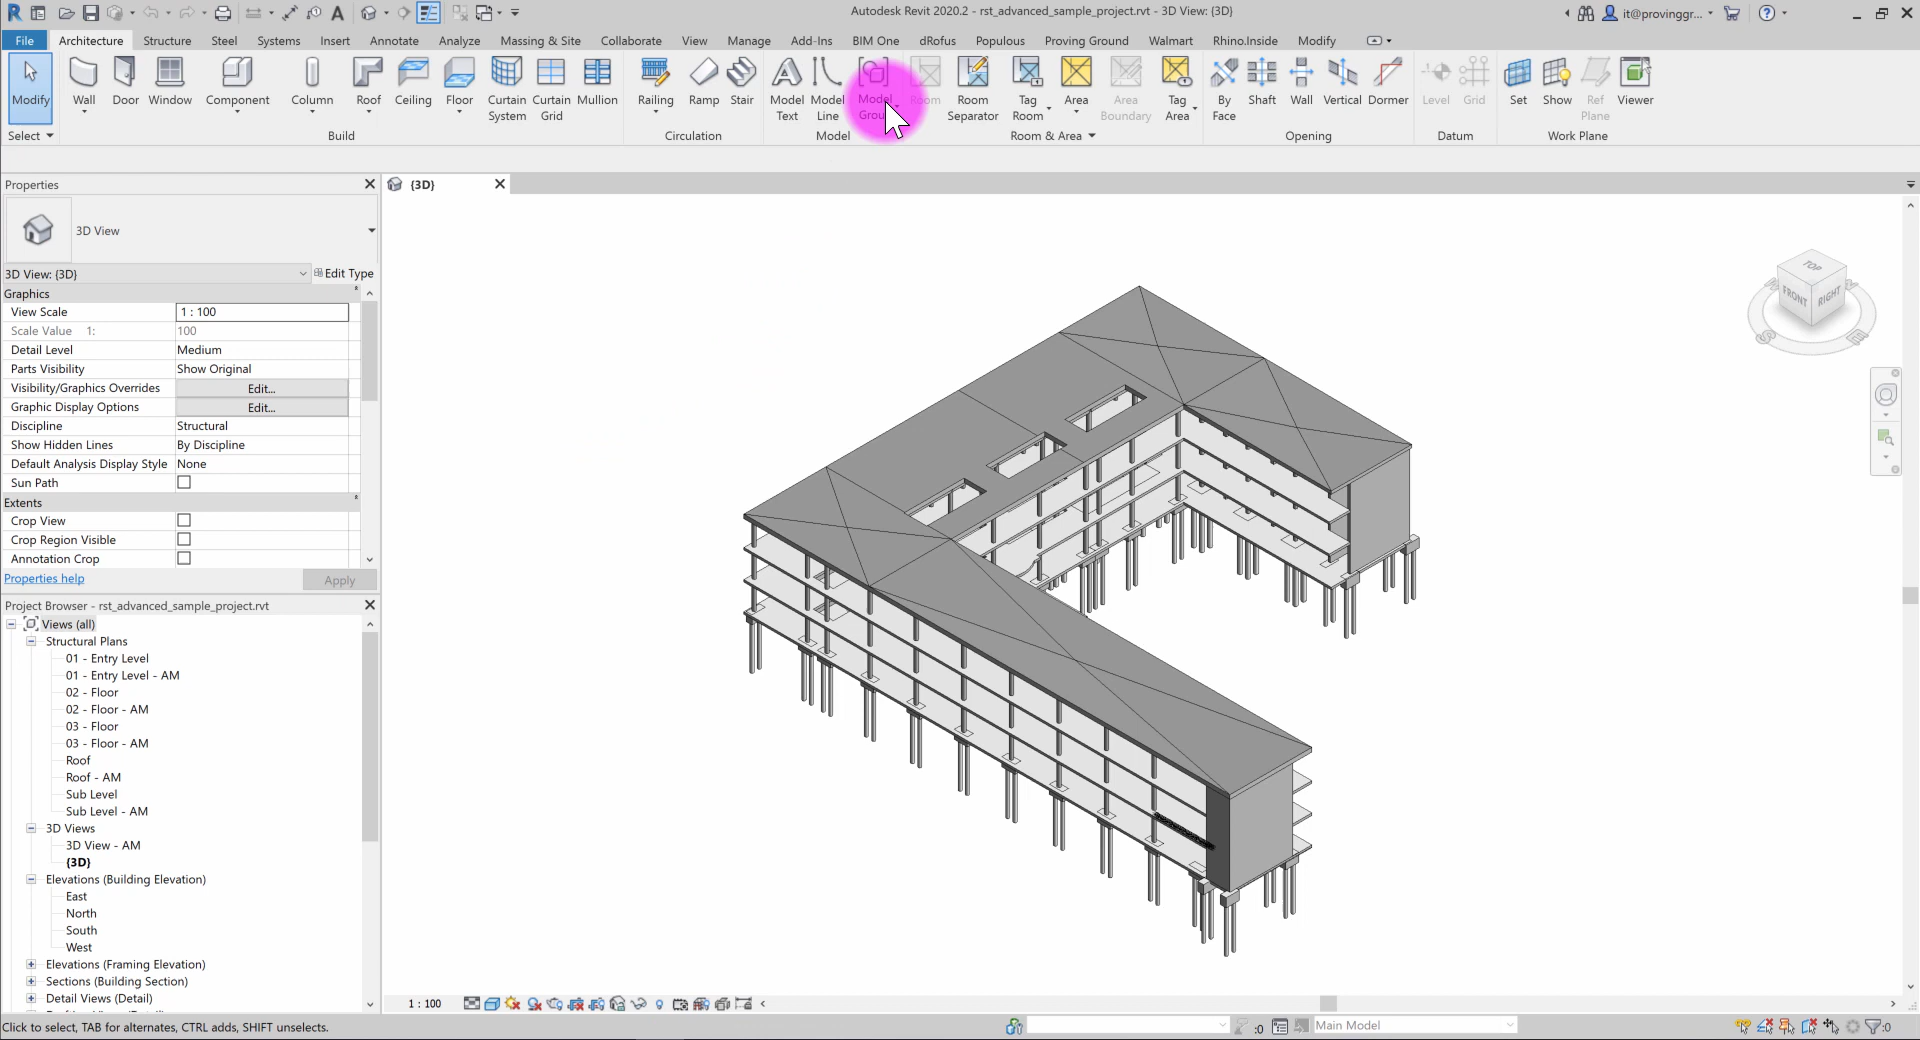 Autodesk Revit 2020.2 - rst_advanced_sample_project.rvt - 3D View: {3D}
it@provinggr...
File Architecture Structure Steel Systems Insert Annotate Analyze Massing & Site Collaborate View Manage Add-Ins BIM One dRofus Populous Proving Ground Walmart Rhino.Inside Modify
Modify
Wall
Door
Window
Component
Column
Roof
Ceiling
Floor
Curtain System
Curtain Grid
Mullion
Railing
Ramp
Stair
Model Text
Model Line
Model Group
Room
Room Separator
Tag Room
Area
Area Boundary
Tag Area
By Face
Shaft
Wall
Vertical
Dormer
Level
Grid
Set
Show
Ref Plane
Viewer
Select
Build
Circulation
Model
Room & Area
Opening
Datum
Work Plane
Properties
{3D}
3D View
3D View: {3D}
Edit Type
Graphics
View Scale 1 : 100
Scale Value 1: 100
Detail Level Medium
Parts Visibility Show Original
Visibility/Graphics Overrides Edit...
Graphic Display Options Edit...
Discipline Structural
Show Hidden Lines By Discipline
Default Analysis Display Style None
Sun Path
Extents
Crop View
Crop Region Visible
Annotation Crop
Properties help
Apply
Project Browser - rst_advanced_sample_project.rvt
Views (all)
Structural Plans
01 - Entry Level
01 - Entry Level - AM
02 - Floor
02 - Floor - AM
03 - Floor
03 - Floor - AM
Roof
Roof - AM
Sub Level
Sub Level - AM
3D Views
3D View - AM
{3D}
Elevations (Building Elevation)
East
North
South
West
Elevations (Framing Elevation)
Sections (Building Section)
Detail Views (Detail)
TOP
FRONT
RIGHT
S
E
1 : 100
Click to select, TAB for alternates, CTRL adds, SHIFT unselects.
:0
Main Model
:0